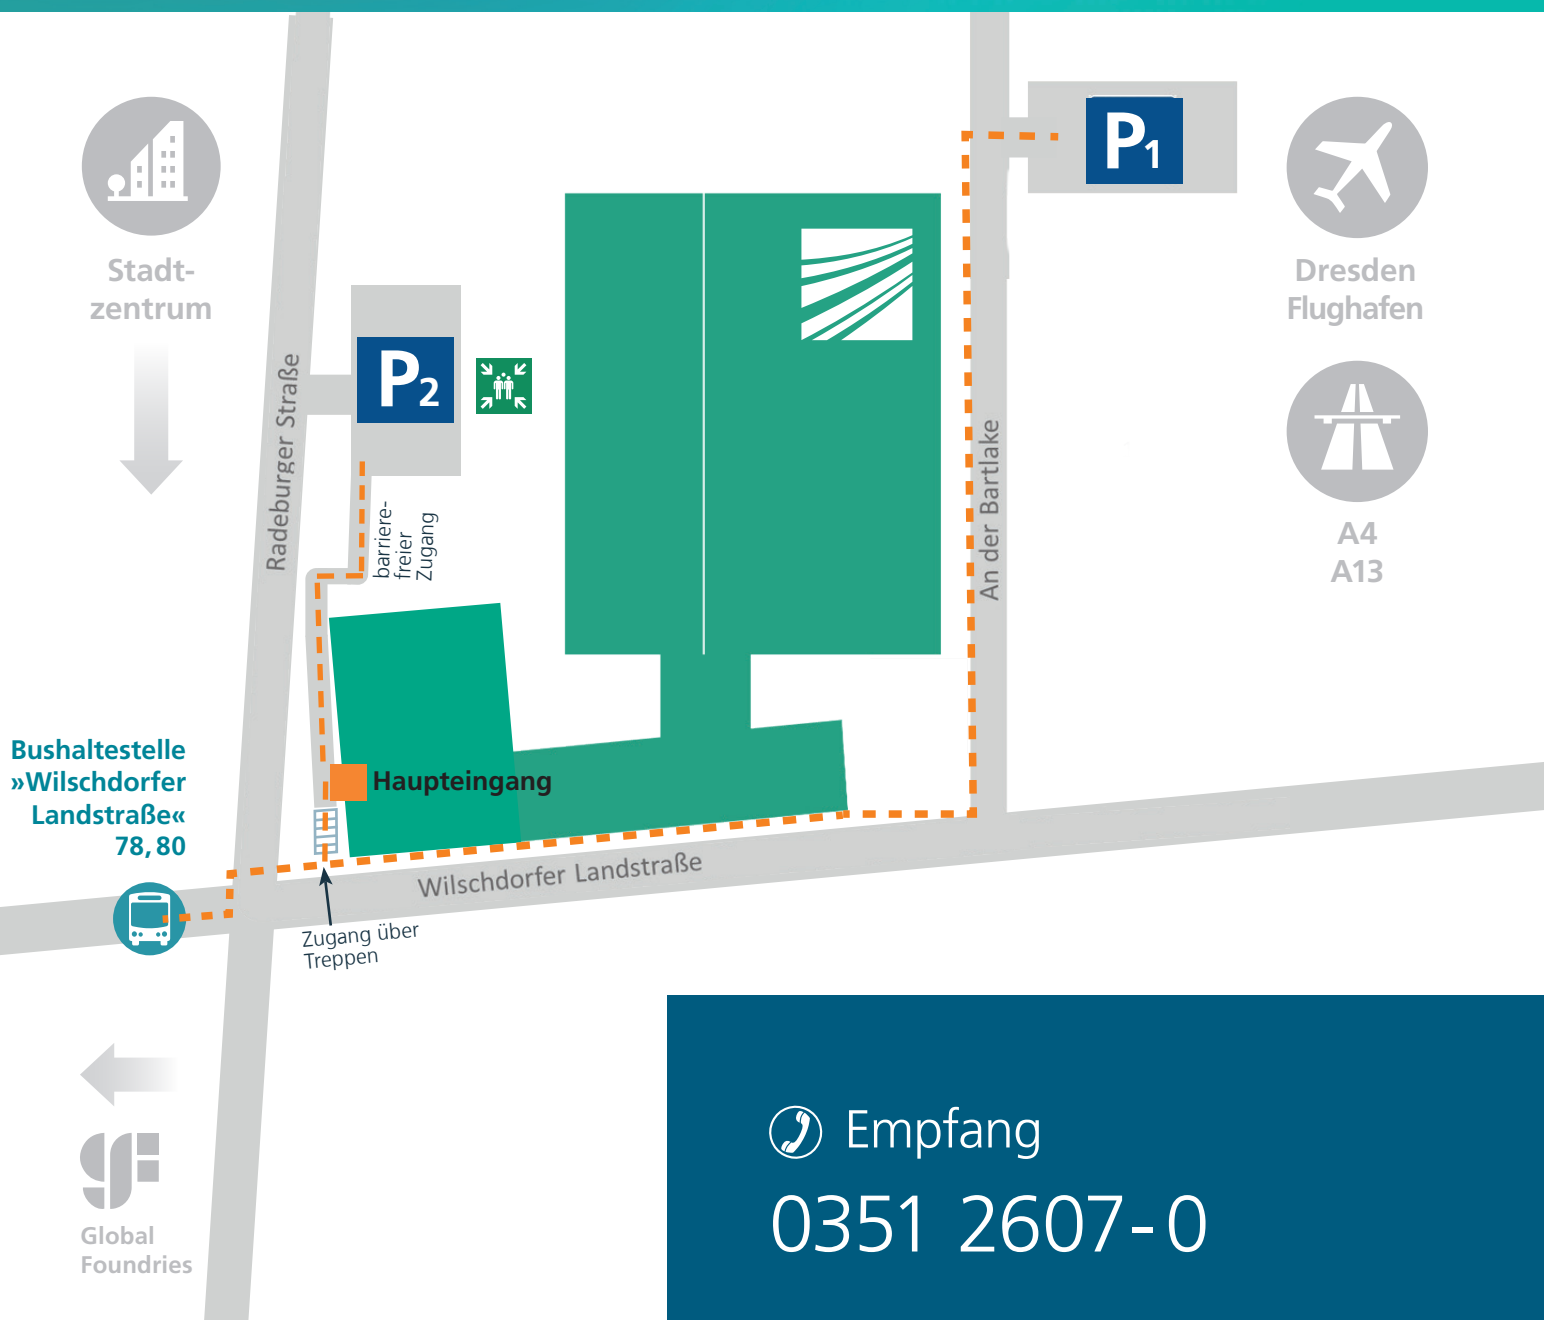 Stadt-
zentrum
P1
Dresden
Flughafen
P2
Radeburger Straße
barriere-
freier
Zugang
An der Bartlake
A4
A13
Bushaltestelle
»Wilschdorfer
Landstraße«
78, 80
Haupteingang
Wilschdorfer Landstraße
Zugang über
Treppen
Global
Foundries
Empfang
0351 2607-0